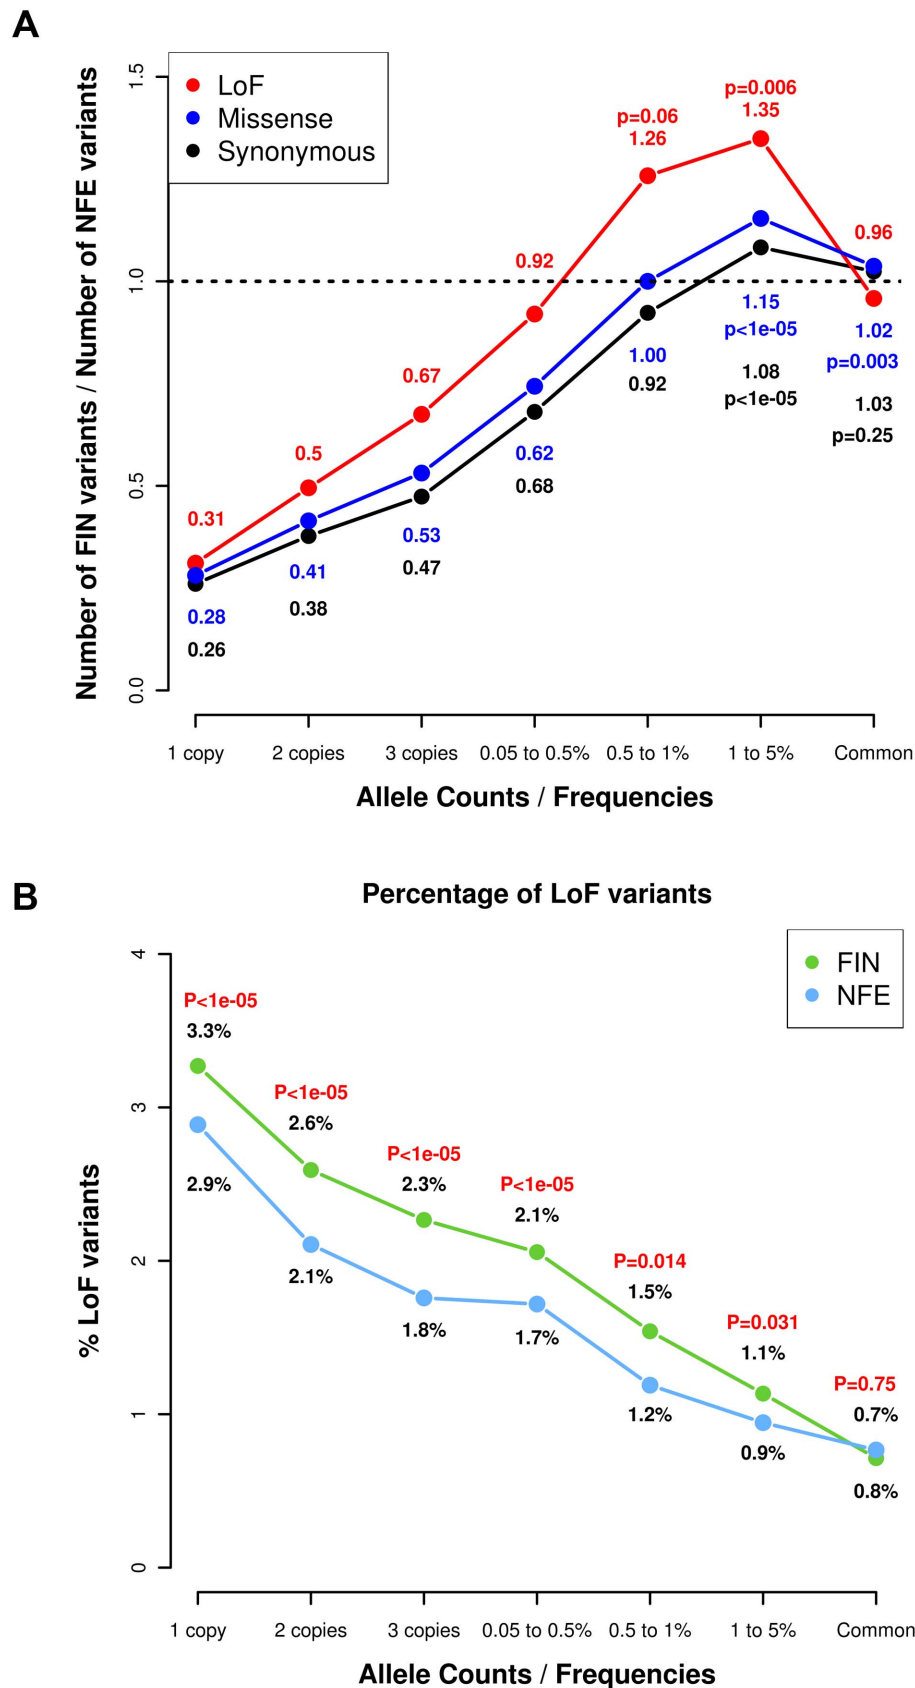 A
LoF
Missense
Synonymous
Number of FIN variants / Number of NFE variants
1.5
1.0
0.5
0.0
p=0.006
1.35
p=0.06
1.26
0.96
0.92
0.67
0.5
0.31
1.15
p<1e-05
1.02
p=0.003
1.00
0.92
1.08
p<1e-05
1.03
p=0.25
0.62
0.68
0.53
0.47
0.41
0.38
0.28
0.26
1 copy 2 copies 3 copies 0.05 to 0.5% 0.5 to 1% 1 to 5% Common
Allele Counts / Frequencies
B
Percentage of LoF variants
FIN
NFE
% LoF variants
4
3
2
1
0
P<1e-05
3.3%
P<1e-05
2.6%
P<1e-05
2.3%
P<1e-05
2.1%
P=0.014
1.5%
P=0.031
1.1%
P=0.75
0.7%
2.9%
2.1%
1.8%
1.7%
1.2%
0.9%
0.8%
1 copy 2 copies 3 copies 0.05 to 0.5% 0.5 to 1% 1 to 5% Common
Allele Counts / Frequencies